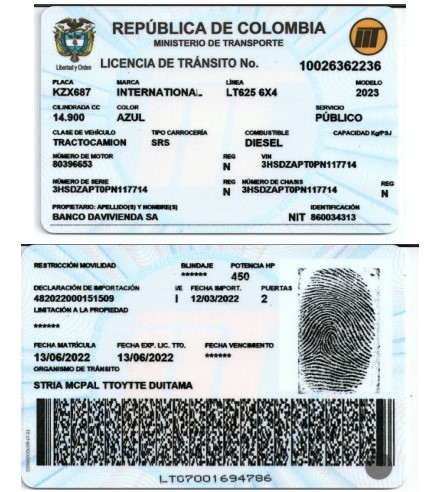 REPÚBLICA DE COLOMBIA
MINISTERIO DE TRANSPORTE
Libertad y Orden
LICENCIA DE TRÁNSITO No. 10026362236
PLACA MARCA LÍNEA MODELO
KZX687 INTERNATIONAL LT625 6X4 2023
CILINDRADA CC COLOR SERVICIO
14.900 AZUL PÚBLICO
CLASE DE VEHÍCULO TIPO CARROCERÍA COMBUSTIBLE CAPACIDAD Kg/PSJ
TRACTOCAMION SRS DIESEL
NÚMERO DE MOTOR REG VIN
80396653 N 3HSDZAPT0PN117714
NÚMERO DE SERIE REG NÚMERO DE CHASIS REG
3HSDZAPT0PN117714 N 3HSDZAPT0PN117714 N
PROPIETARIO: APELLIDO(S) Y NOMBRE(S) IDENTIFICACIÓN
BANCO DAVIVIENDA SA NIT 860034313
RESTRICCIÓN MOVILIDAD BLINDAJE POTENCIA HP
****** 450
DECLARACIÓN DE IMPORTACIÓN I/E FECHA IMPORT. PUERTAS
482022000151509 I 12/03/2022 2
LIMITACIÓN A LA PROPIEDAD
******
FECHA MATRÍCULA FECHA EXP. LIC. TTO. FECHA VENCIMIENTO
13/06/2022 13/06/2022 ******
ORGANISMO DE TRÁNSITO
STRIA MCPAL TTOYTTE DUITAMA
LT07001694786